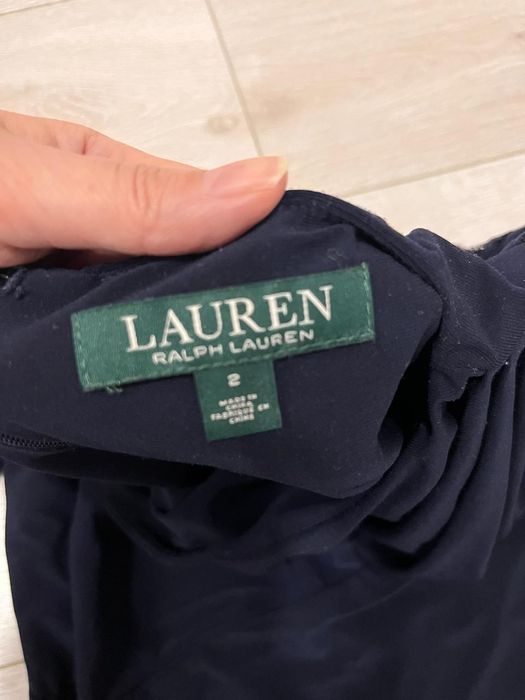 LAUREN
RALPH LAUREN
2
MADE IN
CHINA
FABRIQUÉ EN
CHINE